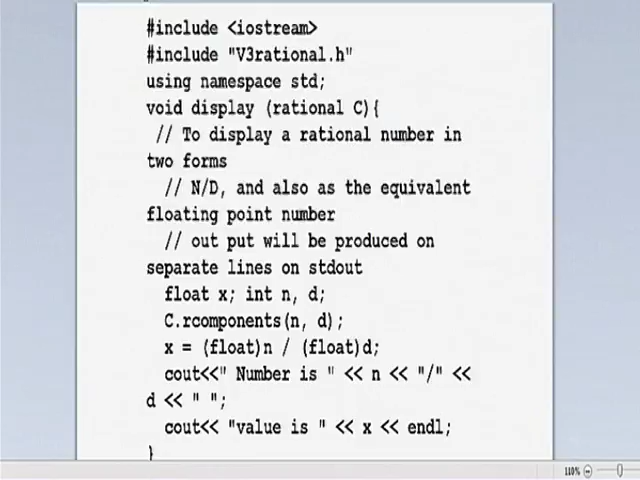 #include <iostream>
#include "V3rational.h"
using namespace std;
void display (rational C){
// To display a rational number in
two forms
// N/D, and also as the equivalent
floating point number
// out put will be produced on
separate lines on stdout
float x; int n, d;
C.rcomponents(n, d);
x = (float)n / (float)d;
cout<<" Number is " << n << "/" <<
d << " ";
cout<< "value is " << x << endl;
}
110%